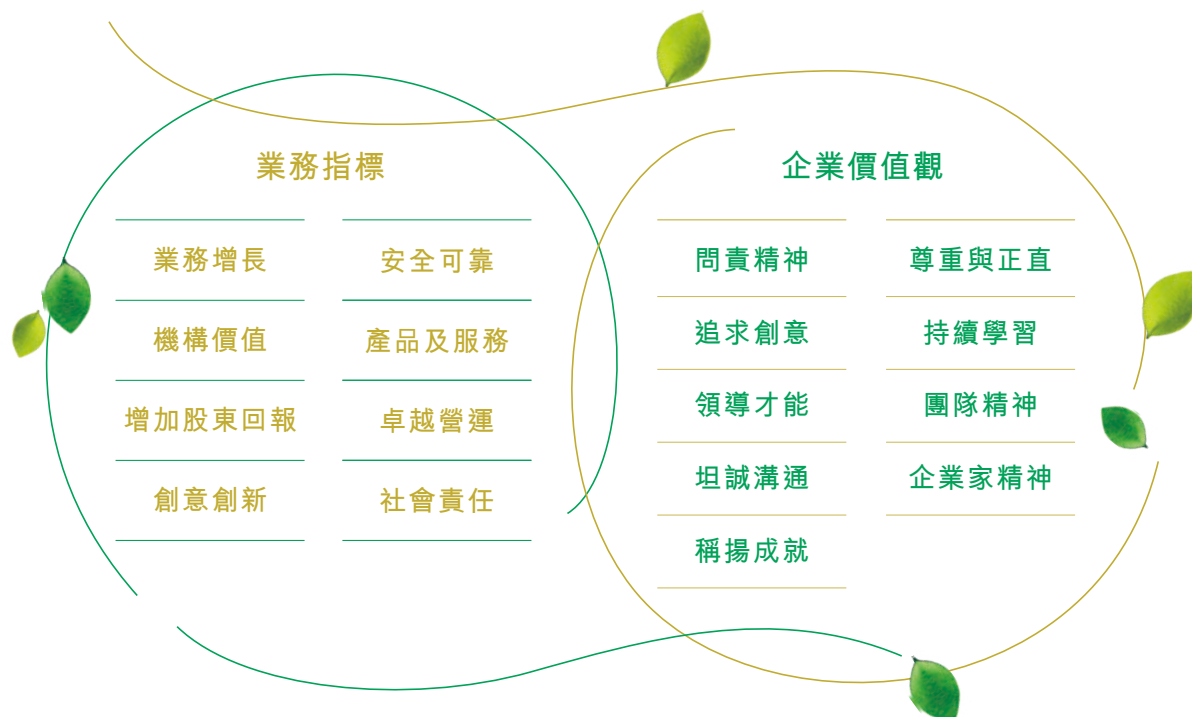 業務指標
業務增長
安全可靠
機構價值
產品及服務
增加股東回報
卓越營運
創意創新
社會責任
企業價值觀
問責精神
尊重與正直
追求創意
持續學習
領導才能
團隊精神
坦誠溝通
企業家精神
稱揚成就